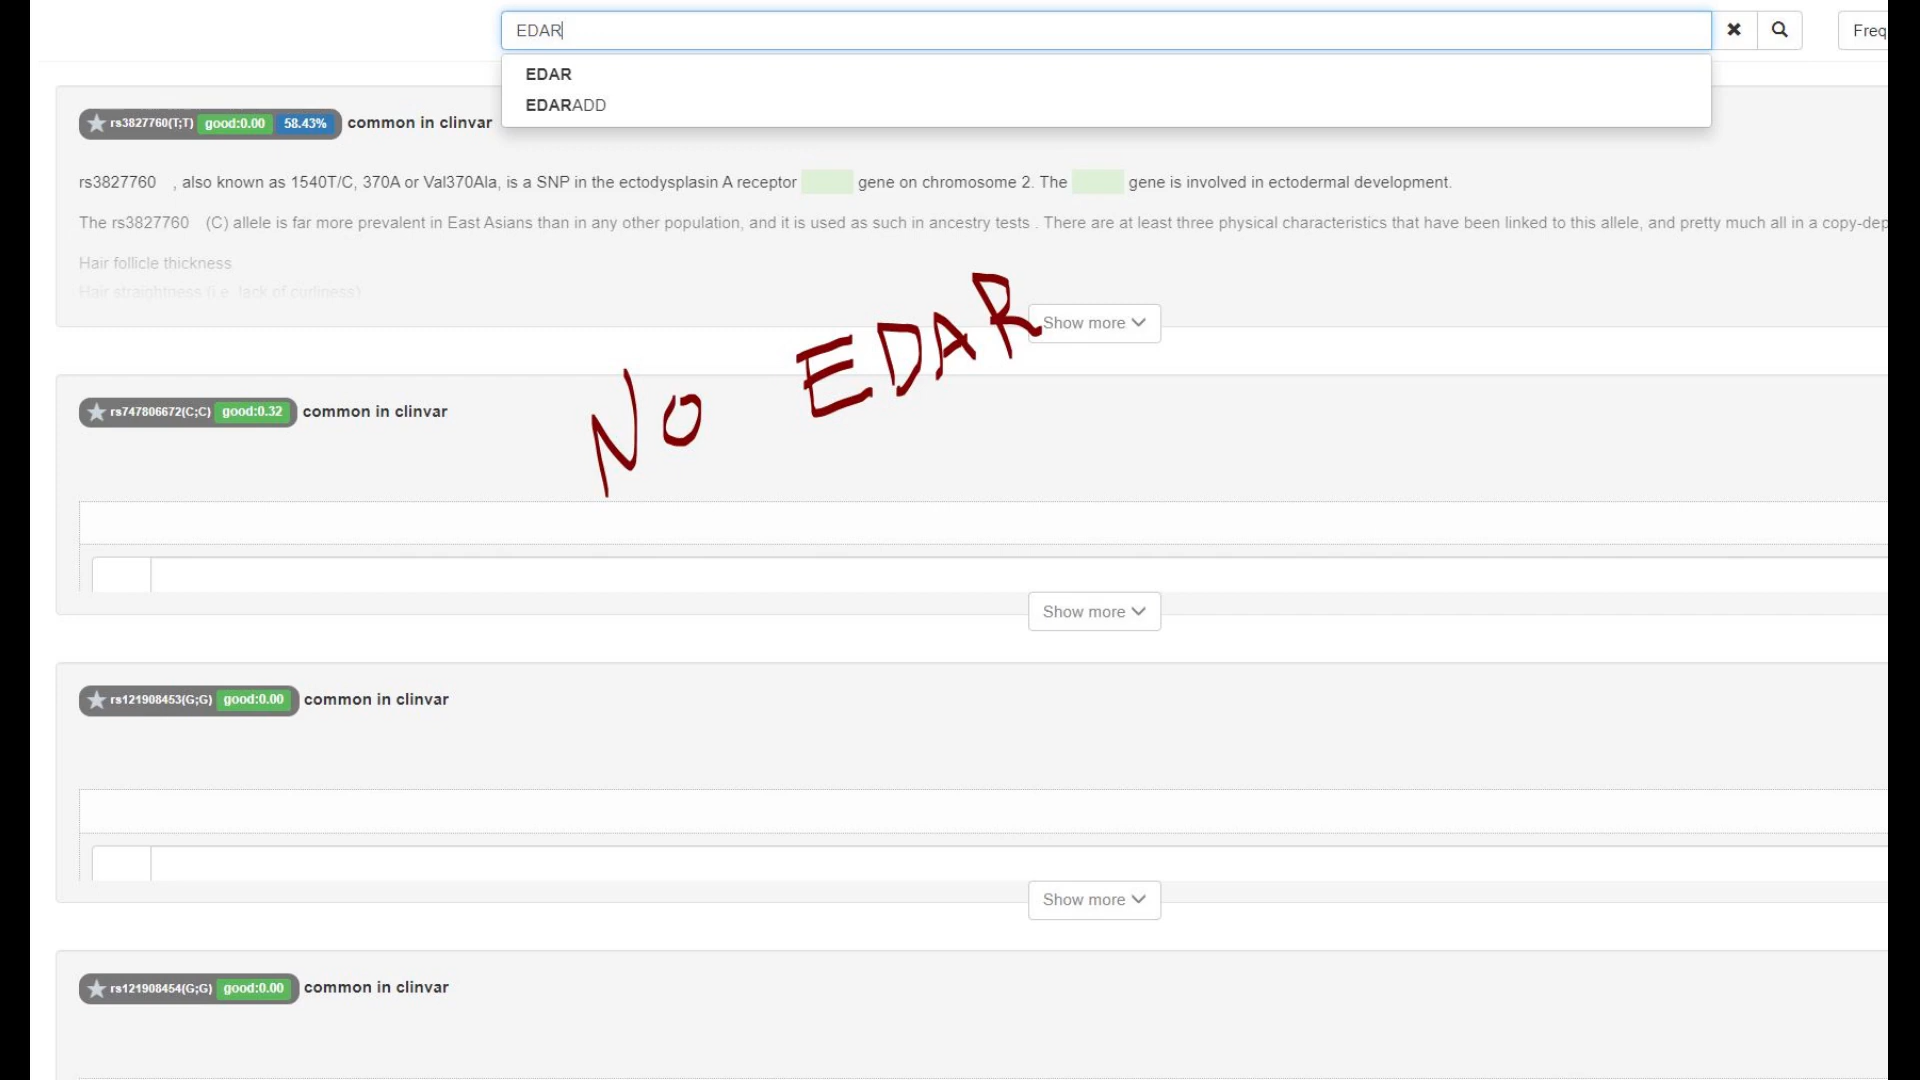 EDAR
Freq
EDAR
EDARADD
rs3827760(T;T) good:0.00 58.43% common in clinvar
rs3827760 , also known as 1540T/C, 370A or Val370Ala, is a SNP in the ectodysplasin A receptor gene on chromosome 2. The gene is involved in ectodermal development.
The rs3827760 (C) allele is far more prevalent in East Asians than in any other population, and it is used as such in ancestry tests . There are at least three physical characteristics that have been linked to this allele, and pretty much all in a copy-dep
Hair follicle thickness
Hair straightness (i.e. lack of curliness)
Show more
NO EDAR
rs747806672(C;C) good:0.32 common in clinvar
Show more
rs121908453(G;G) good:0.00 common in clinvar
Show more
rs121908454(G;G) good:0.00 common in clinvar